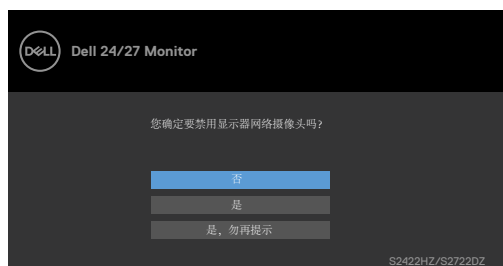 DELL Dell 24/27 Monitor
您确定要禁用显示器网络摄像头吗?
否
是
是，勿再提示
S2422HZ/S2722DZ